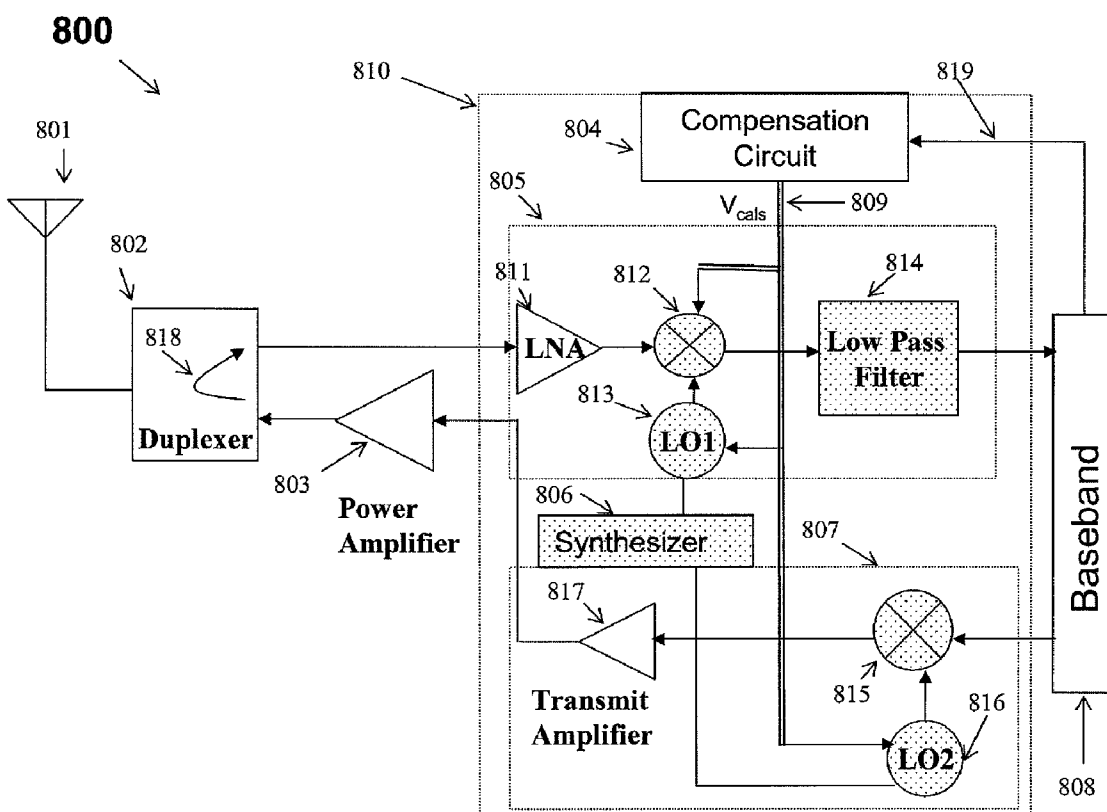 800
810
819
801
804
Compensation
Circuit
805
V_cals
809
802
811
812
814
818
LNA
Low Pass
Filter
813
LO1
Duplexer
803
806
Power
Amplifier
Synthesizer
807
817
Baseband
815
816
Transmit
Amplifier
LO2
808